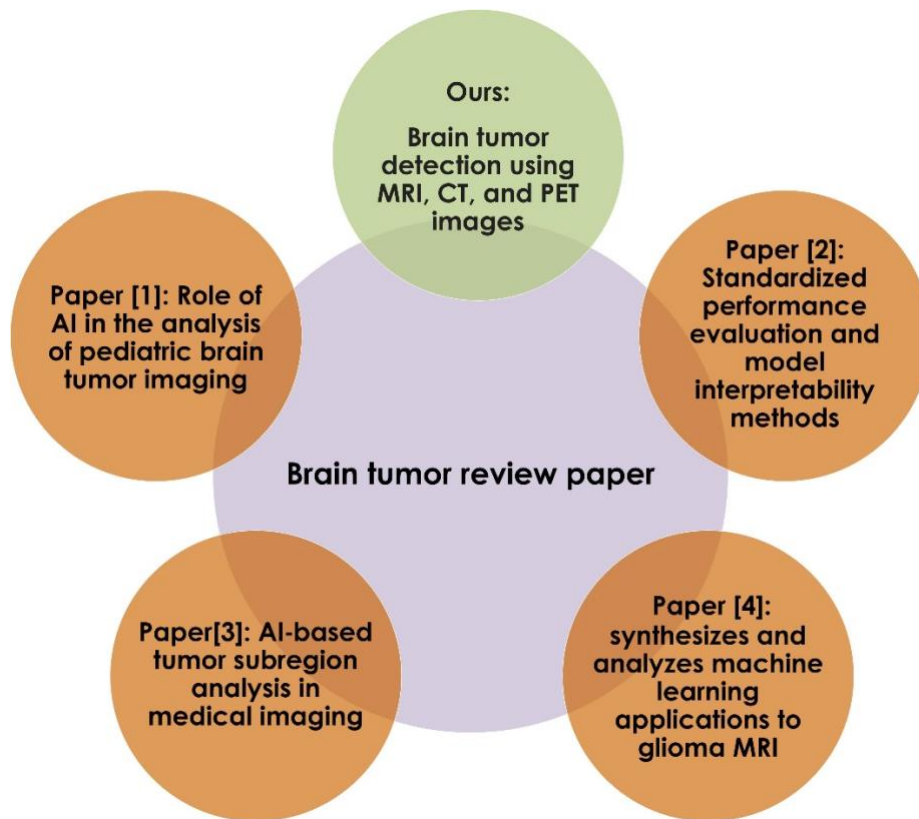 Ours:
Brain tumor
detection using
MRI, CT, and PET
images
Paper [1]: Role of
AI in the analysis
of pediatric brain
tumor imaging
Paper [2]:
Standardized
performance
evaluation and
model
interpretability
methods
Brain tumor review paper
Paper[3]: AI-based
tumor subregion
analysis in
medical imaging
Paper [4]:
synthesizes and
analyzes machine
learning
applications to
glioma MRI